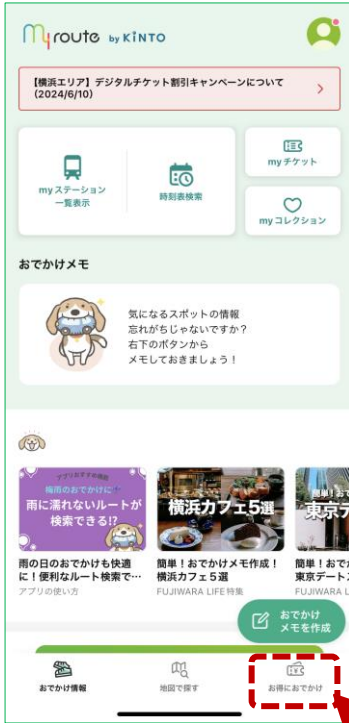 my route by KINTO
【横浜エリア】デジタルチケット割引キャンペーンについて
（2024/6/10）
my ステーション
一覧表示
時刻表検索
my チケット
my コレクション
おでかけメモ
気になるスポットの情報
忘れがちじゃないですか？
右下のボタンから
メモしておきましょう！
アプリおすすめ機能
梅雨のおでかけに
雨に濡れないルートが
検索できる!?
横浜カフェ5選
簡単！おで
東京デ
雨の日のおでかけも快適
に！便利なルート検索で…
アプリの使い方
簡単！おでかけメモ作成！
横浜カフェ５選
FUJIWARA LIFE 特集
簡単！おでか
東京デートス
FUJIWARA L
おでかけ
メモを作成
おでかけ情報
地図で探す
お得におでかけ